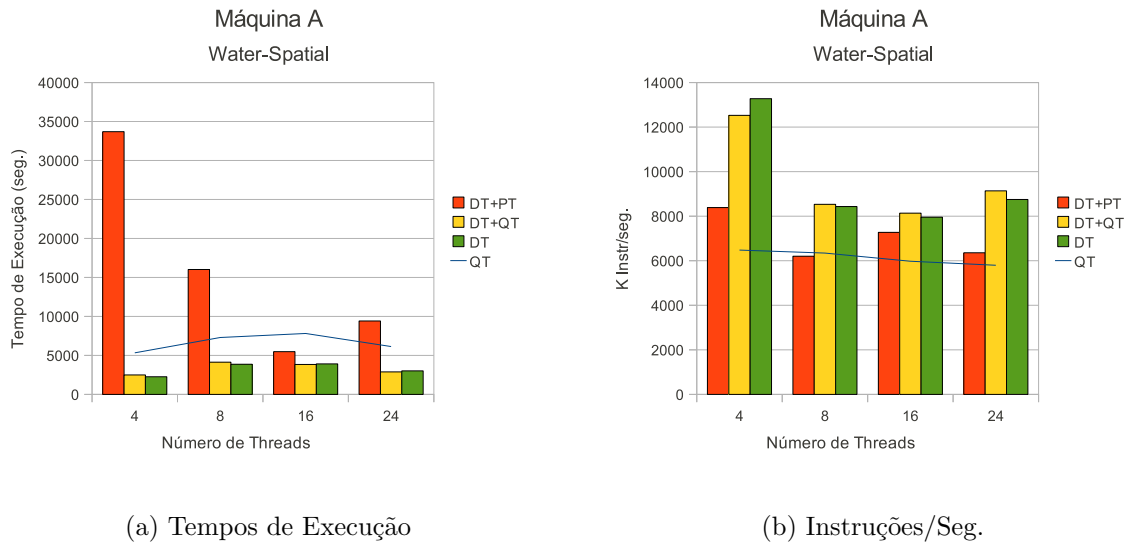 Máquina A
Water-Spatial
40000
35000
30000
25000
20000
15000
10000
5000
0
Tempo de Execução (seg.)
4 8 16 24
Número de Threads
DT+PT
DT+QT
DT
QT
(a) Tempos de Execução
Máquina A
Water-Spatial
14000
12000
10000
8000
6000
4000
2000
0
K Instr/seg.
4 8 16 24
Número de Threads
DT+PT
DT+QT
DT
QT
(b) Instruções/Seg.